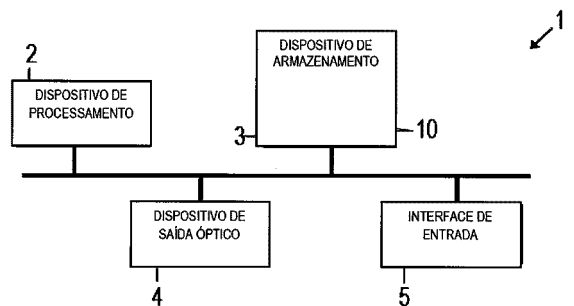 1
2
DISPOSITIVO DE
PROCESSAMENTO
DISPOSITIVO DE
ARMAZENAMENTO
3
10
DISPOSITIVO DE
SAÍDA ÓPTICO
4
INTERFACE DE
ENTRADA
5